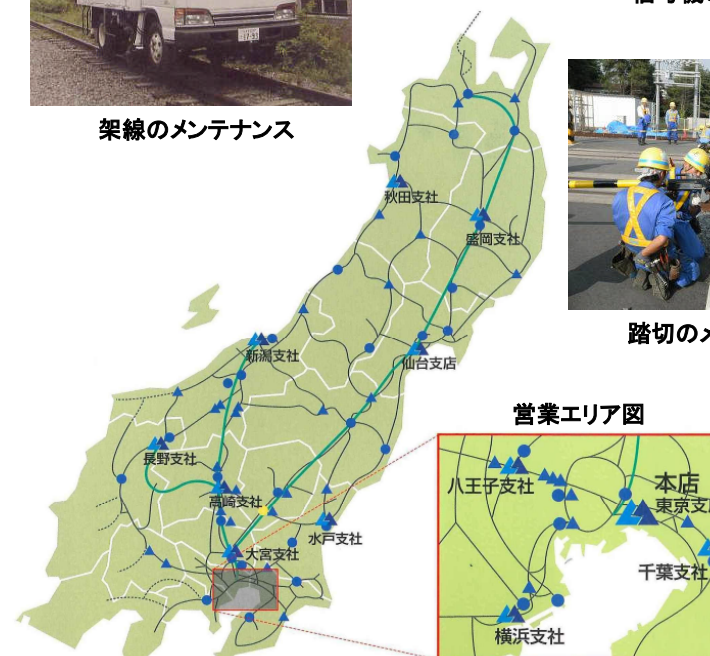 架線のメンテナンス
秋田支社
盛岡支社
踏切の
新潟支社
仙台支店
営業エリア図
長野支社
高崎支社
八王子支社
本店
東京支
水戸支社
大宮支社
千葉支社
横浜支社